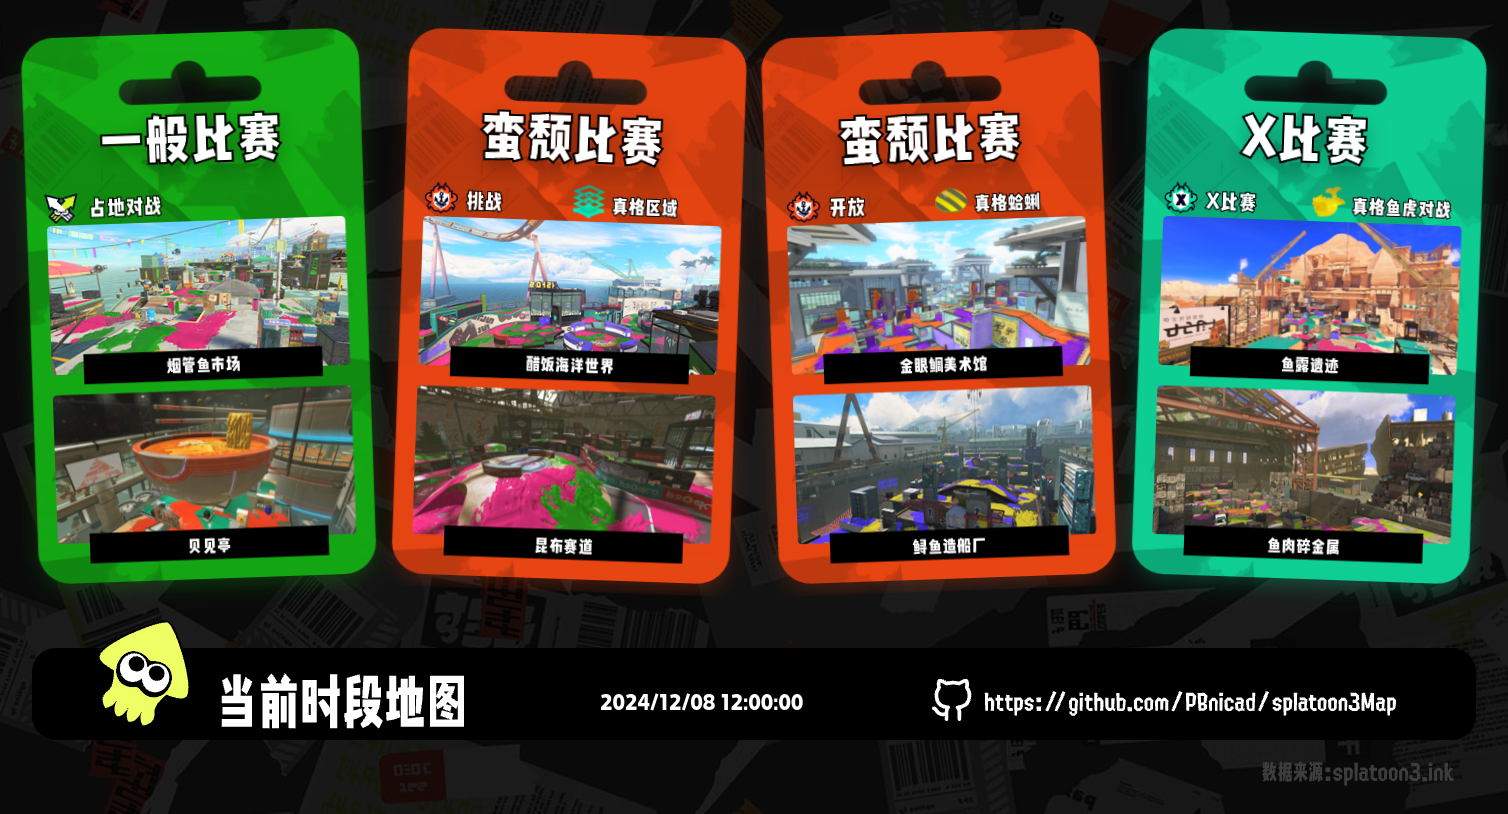 一般比赛
占地对战
烟管鱼市场
贝见亭
蛮颓比赛
挑战
真格区域
醋饭海洋世界
昆布赛道
蛮颓比赛
开放
真格蛤蜊
金眼鲷美术馆
鲟鱼造船厂
X比赛
X比赛
真格鱼虎对战
鱼露遗迹
鱼肉碎金属
当前时段地图
2024/12/08 12:00:00
https://github.com/PBnicad/splatoon3Map
数据来源:splatoon3.ink